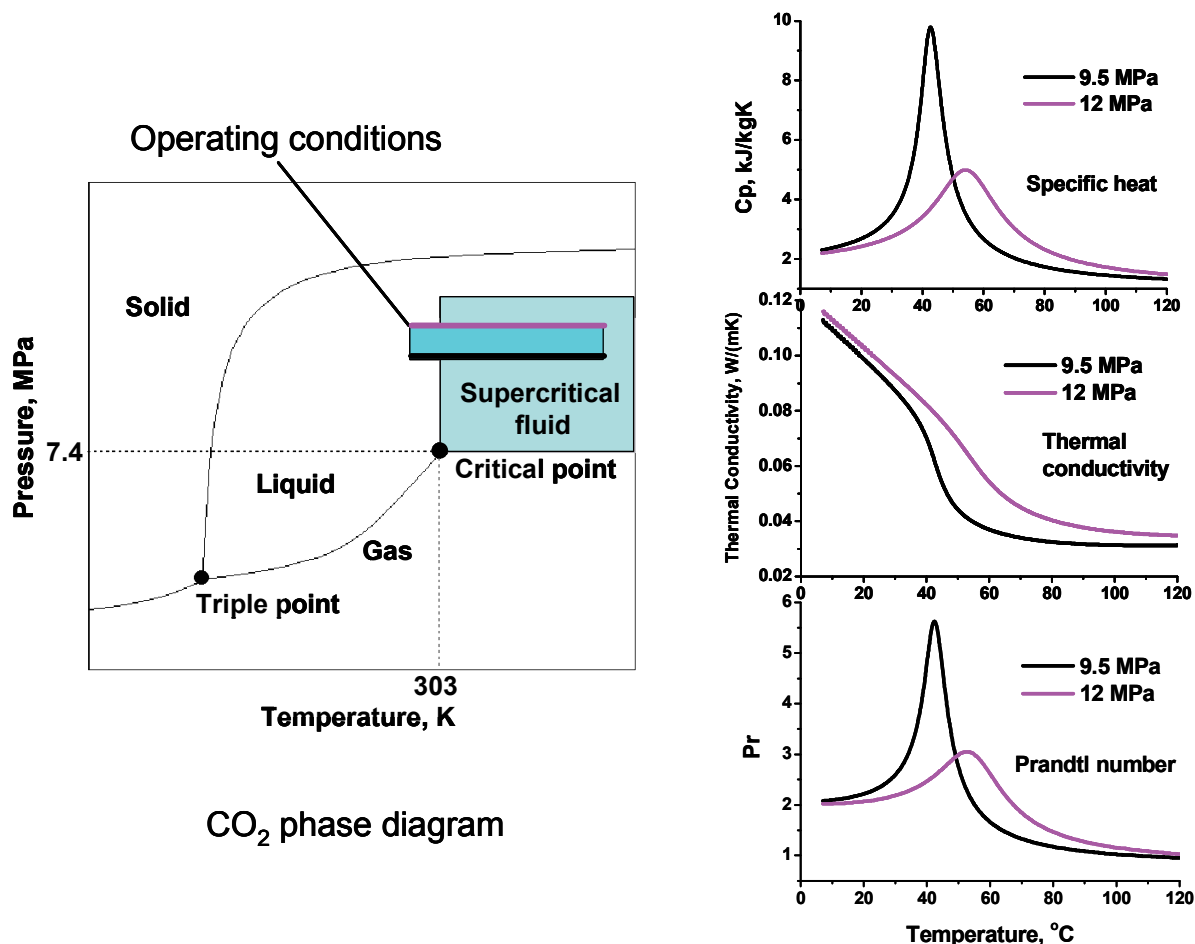 Operating conditions
Solid
Supercritical
fluid
7.4
Critical point
Liquid
Gas
Triple point
Pressure, MPa
303
Temperature, K
CO₂ phase diagram
10
8
6
4
2
Cp, kJ/kgK
9.5 MPa
12 MPa
Specific heat
0 20 40 60 80 100 120
0.12
0.10
0.08
0.06
0.04
0.02
Thermal Conductivity, W/(mK)
9.5 MPa
12 MPa
Thermal
conductivity
0 20 40 60 80 100 120
6
5
4
3
2
1
Pr
9.5 MPa
12 MPa
Prandtl number
0 20 40 60 80 100 120
Temperature, °C